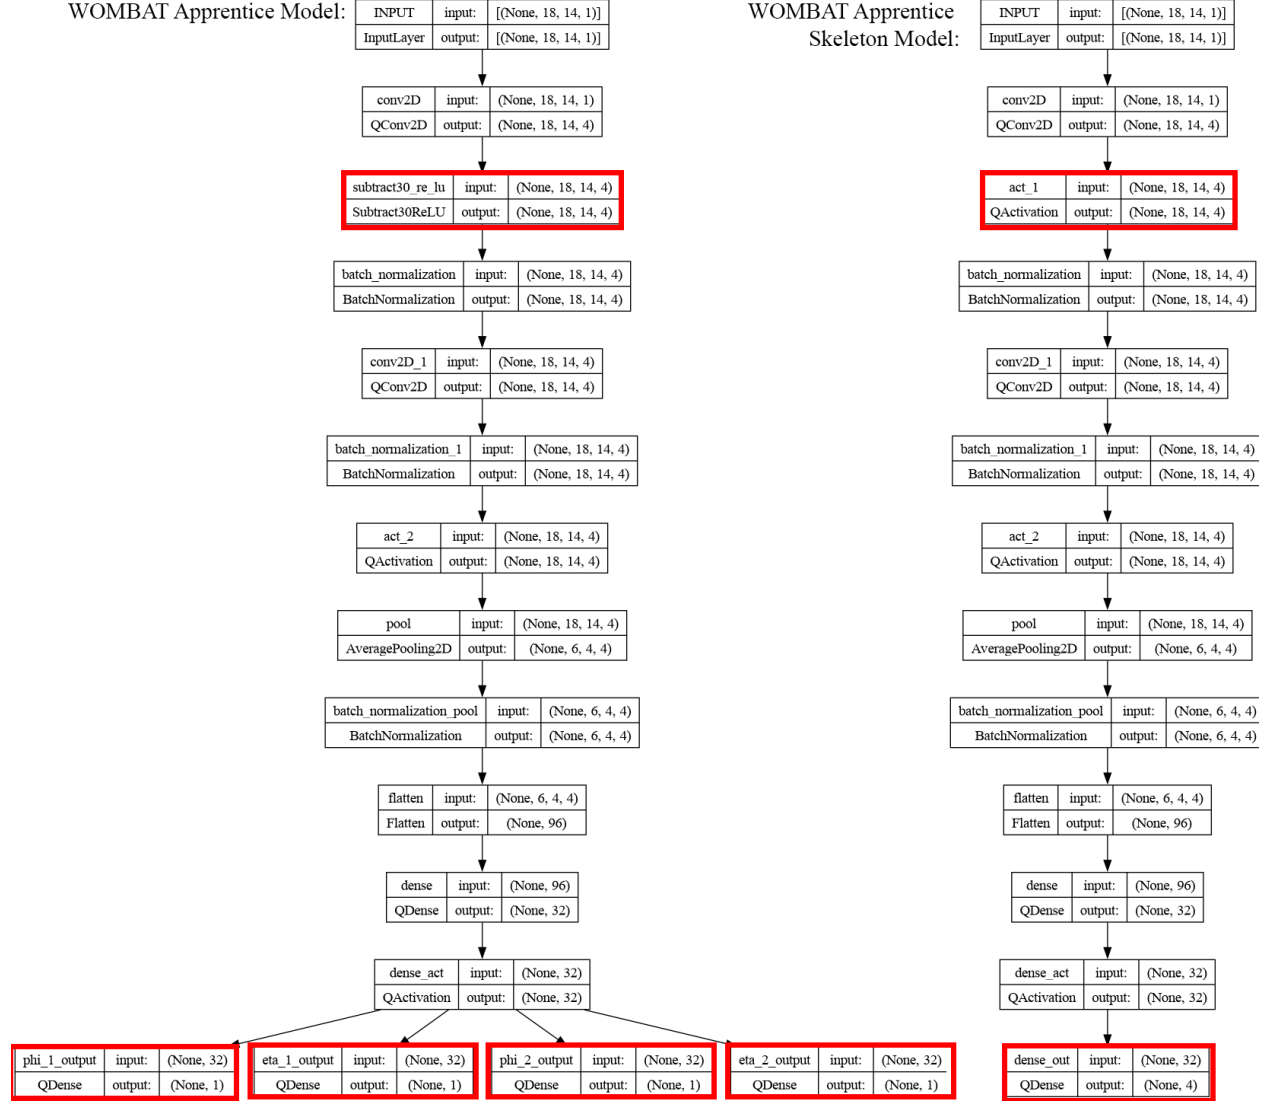 WOMBAT Apprentice Model:
INPUT input: [(None, 18, 14, 1)]
InputLayer output: [(None, 18, 14, 1)]
conv2D input: (None, 18, 14, 1)
QConv2D output: (None, 18, 14, 4)
subtract30_re_lu input: (None, 18, 14, 4)
Subtract30ReLU output: (None, 18, 14, 4)
batch_normalization input: (None, 18, 14, 4)
BatchNormalization output: (None, 18, 14, 4)
conv2D_1 input: (None, 18, 14, 4)
QConv2D output: (None, 18, 14, 4)
batch_normalization_1 input: (None, 18, 14, 4)
BatchNormalization output: (None, 18, 14, 4)
act_2 input: (None, 18, 14, 4)
QActivation output: (None, 18, 14, 4)
pool input: (None, 18, 14, 4)
AveragePooling2D output: (None, 6, 4, 4)
batch_normalization_pool input: (None, 6, 4, 4)
BatchNormalization output: (None, 6, 4, 4)
flatten input: (None, 6, 4, 4)
Flatten output: (None, 96)
dense input: (None, 96)
QDense output: (None, 32)
dense_act input: (None, 32)
QActivation output: (None, 32)
phi_1_output input: (None, 32)
QDense output: (None, 1)
eta_1_output input: (None, 32)
QDense output: (None, 1)
phi_2_output input: (None, 32)
QDense output: (None, 1)
eta_2_output input: (None, 32)
QDense output: (None, 1)
WOMBAT Apprentice
Skeleton Model:
INPUT input: [(None, 18, 14, 1)]
InputLayer output: [(None, 18, 14, 1)]
conv2D input: (None, 18, 14, 1)
QConv2D output: (None, 18, 14, 4)
act_1 input: (None, 18, 14, 4)
QActivation output: (None, 18, 14, 4)
batch_normalization input: (None, 18, 14, 4)
BatchNormalization output: (None, 18, 14, 4)
conv2D_1 input: (None, 18, 14, 4)
QConv2D output: (None, 18, 14, 4)
batch_normalization_1 input: (None, 18, 14, 4)
BatchNormalization output: (None, 18, 14, 4)
act_2 input: (None, 18, 14, 4)
QActivation output: (None, 18, 14, 4)
pool input: (None, 18, 14, 4)
AveragePooling2D output: (None, 6, 4, 4)
batch_normalization_pool input: (None, 6, 4, 4)
BatchNormalization output: (None, 6, 4, 4)
flatten input: (None, 6, 4, 4)
Flatten output: (None, 96)
dense input: (None, 96)
QDense output: (None, 32)
dense_act input: (None, 32)
QActivation output: (None, 32)
dense_out input: (None, 32)
QDense output: (None, 4)